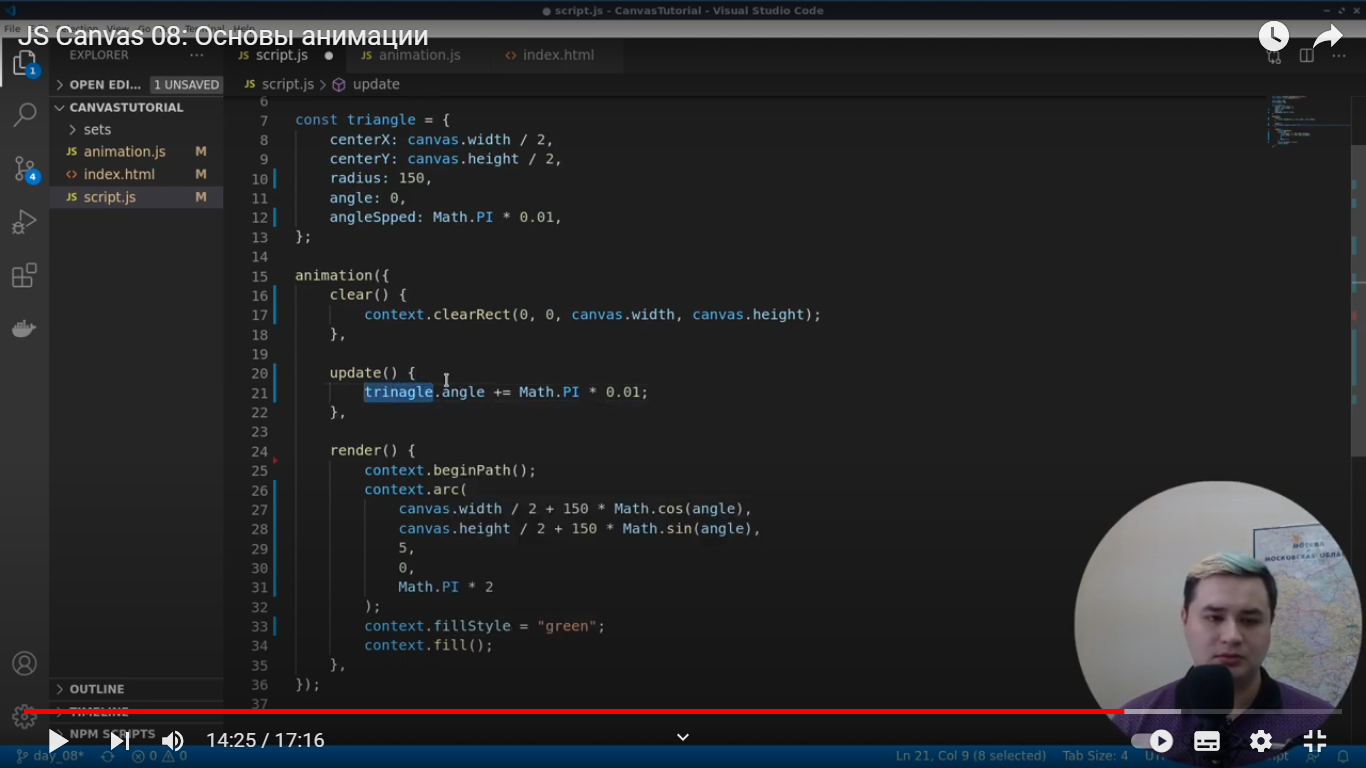 script.js - CanvasTutorial - Visual Studio Code
JS Canvas 08: Основы анимации
EXPLORER
JS script.js
JS animation.js
<> index.html
OPEN EDI... 1 UNSAVED
JS script.js > update
CANVASTUTORIAL
sets
JS animation.js M
<> index.html M
JS script.js M
1
4
6
7 const triangle = {
8 centerX: canvas.width / 2,
9 centerY: canvas.height / 2,
10 radius: 150,
11 angle: 0,
12 angleSpped: Math.PI * 0.01,
13 };
14
15 animation({
16 clear() {
17 context.clearRect(0, 0, canvas.width, canvas.height);
18 },
19
20 update() {
21 trinagle.angle += Math.PI * 0.01;
22 },
23
24 render() {
25 context.beginPath();
26 context.arc(
27 canvas.width / 2 + 150 * Math.cos(angle),
28 canvas.height / 2 + 150 * Math.sin(angle),
29 5,
30 0,
31 Math.PI * 2
32 );
33 context.fillStyle = "green";
34 context.fill();
35 },
36 });
37
МОСКВА
МОСКОВСКАЯ ОБЛА
OUTLINE
TIMELINE
NPM SCRIPTS
14:25 / 17:16
day_08* 0 0
Ln 21, Col 9 (8 selected) Tab Size: 4